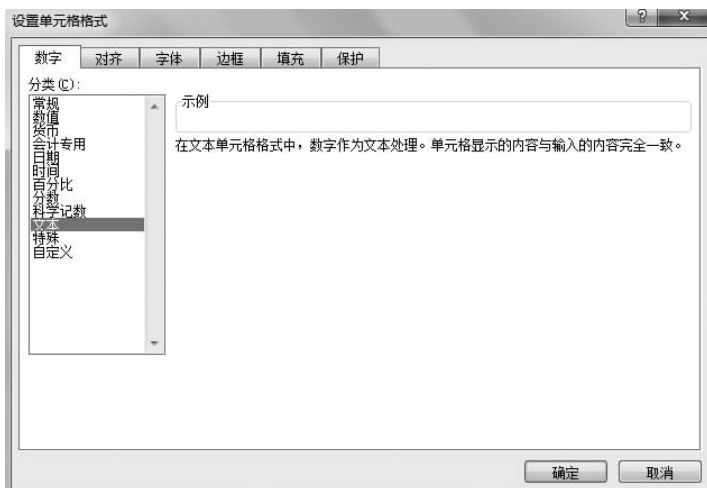 设置单元格格式
数字 对齐 字体 边框 填充 保护
分类(C):
常规
数值
货币
会计专用
日期
时间
百分比
分数
科学记数
文本
特殊
自定义
示例
在文本单元格格式中，数字作为文本处理。单元格显示的内容与输入的内容完全一致。
确定 取消